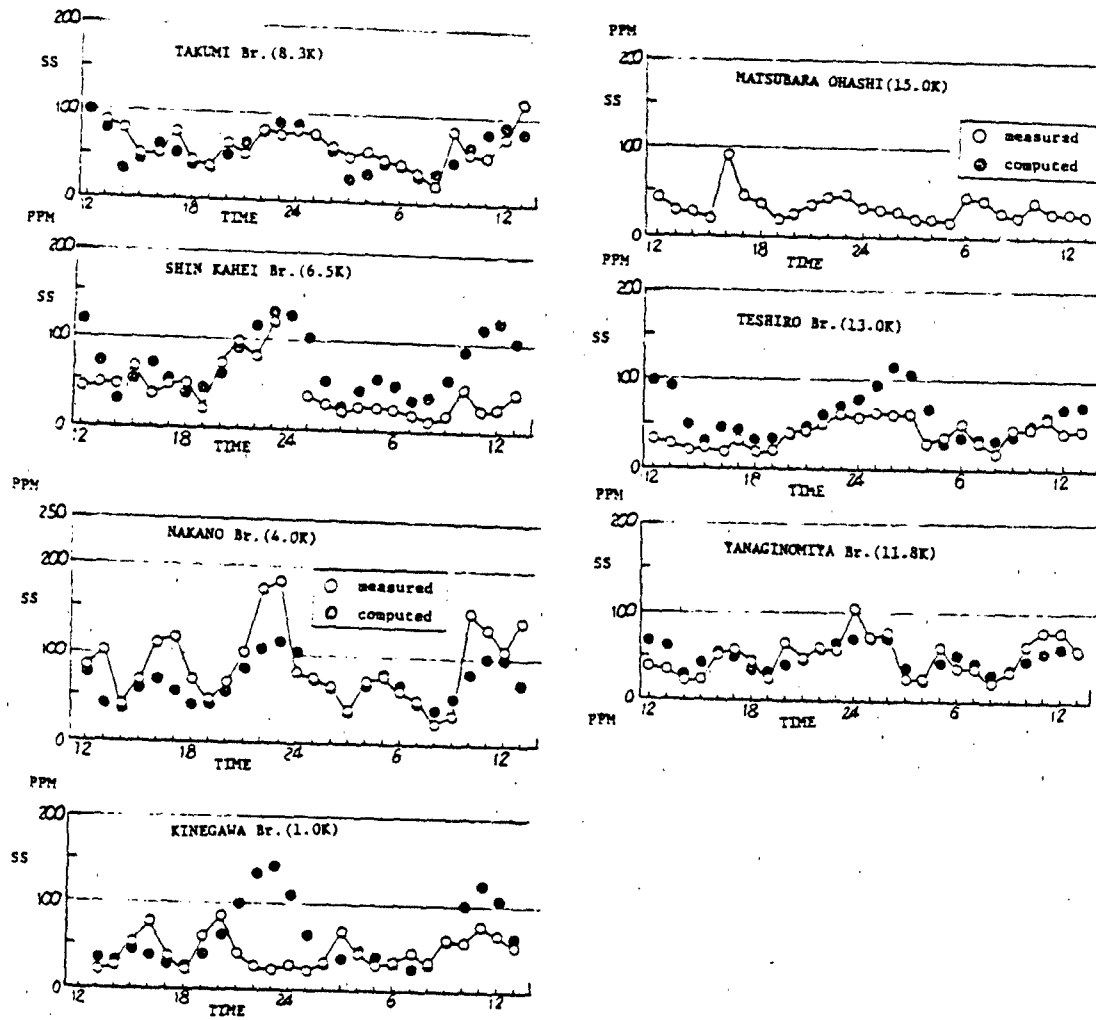 200
SS
TAKUMI Br.(8.3K)
100
0
12 18 24 6 12
TIME
PPM
200
SHIN KAHEI Br.(6.5K)
SS
100
0
12 18 24 6 12
TIME
PPM
250
NAKANO Br.(4.0K)
200
measured
computed
SS
100
0
12 18 24 6 12
TIME
PPM
200
KINEGAWA Br.(1.0K)
SS
100
0
12 18 24 6 12
TIME
PPM
200
MATSUBARA OHASHI(15.0K)
SS
measured
computed
100
0
12 18 24 6 12
TIME
PPM
200
TESHIRO Br.(13.0K)
SS
100
0
12 18 24 6 12
TIME
PPM
200
YANAGINOMIYA Br.(11.8K)
SS
100
0
12 18 24 6 12
TIME
PPM